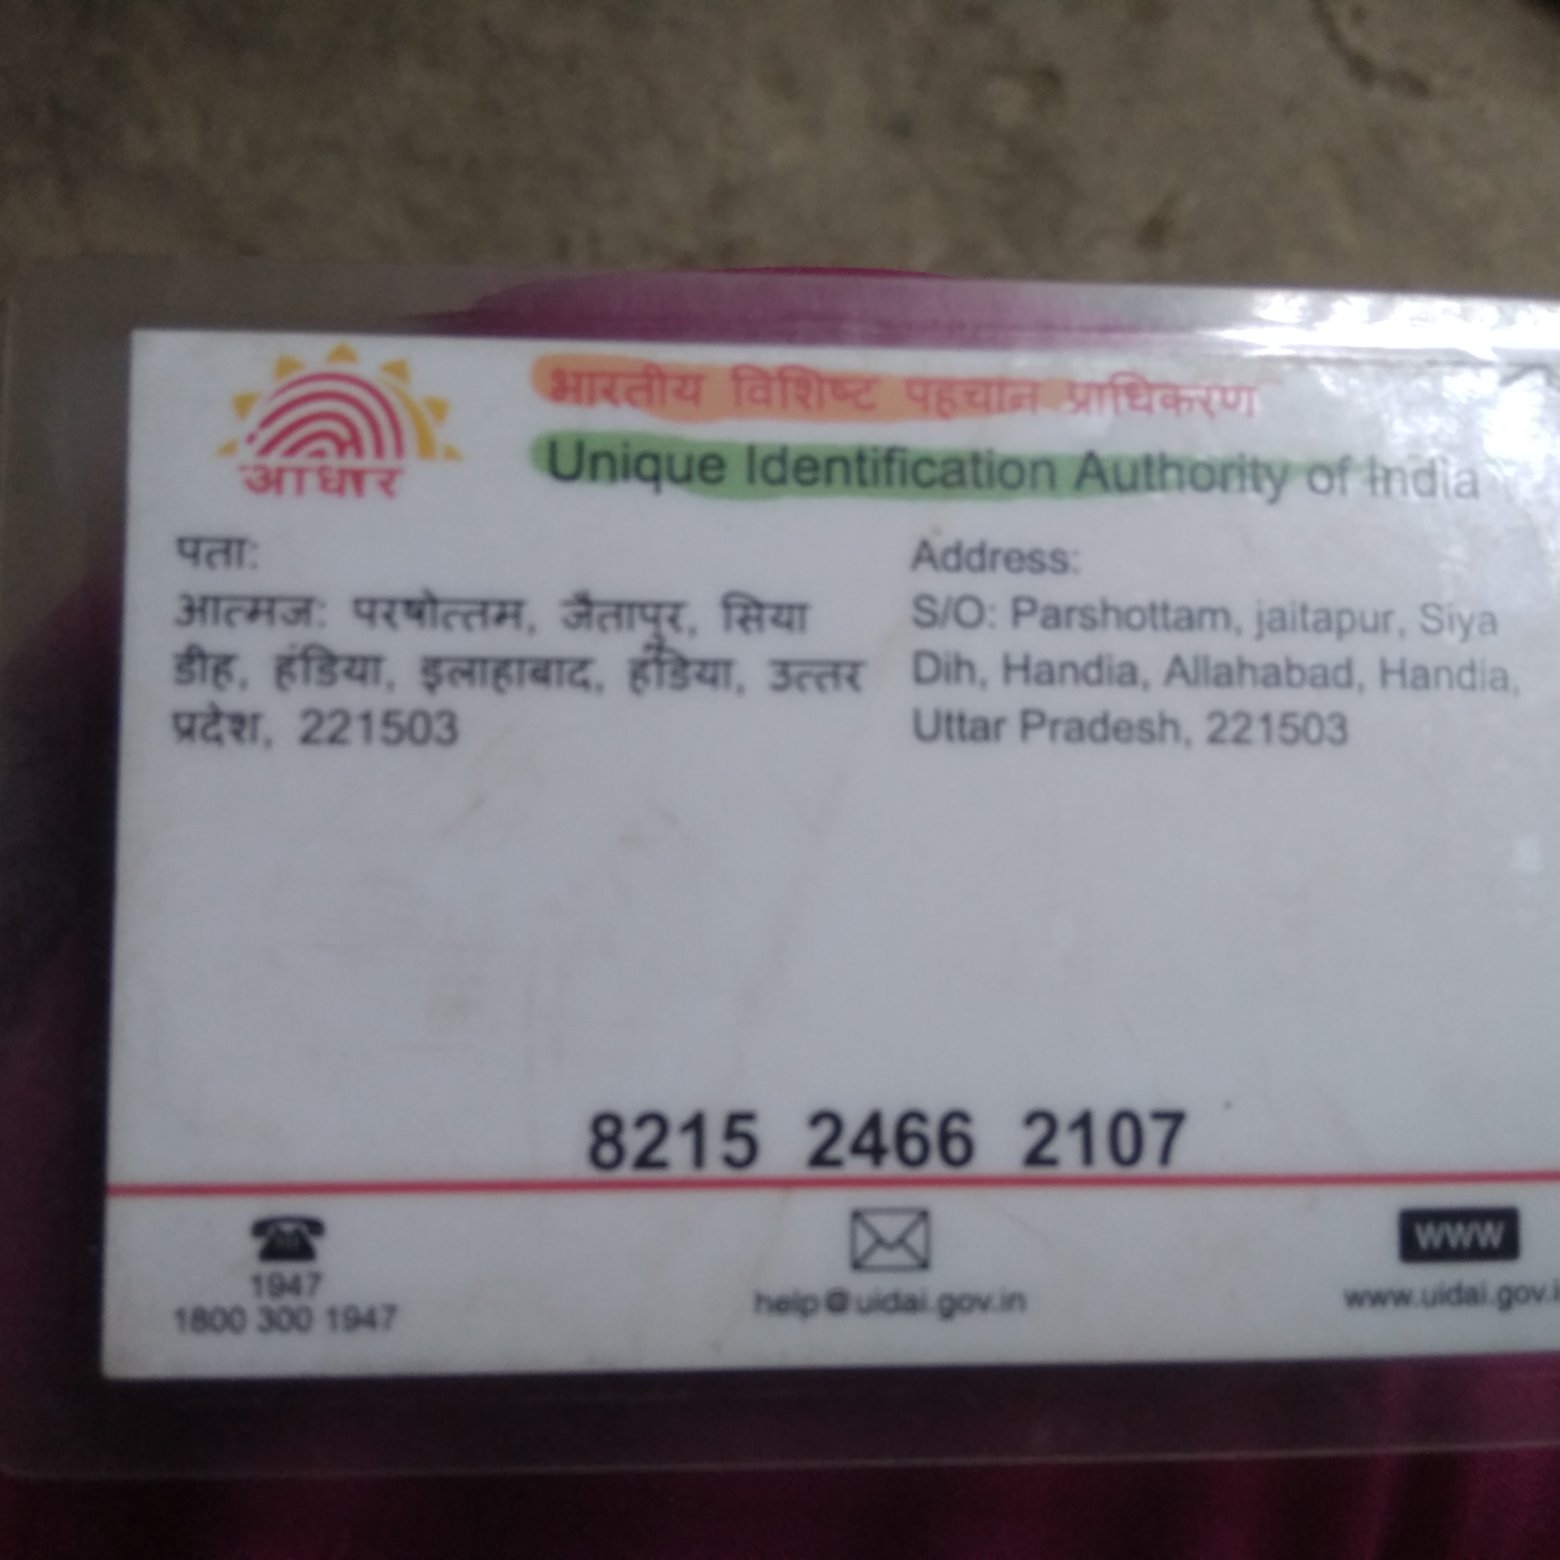 आधार
भारतीय विशिष्ट पहचान प्राधिकरण
Unique Identification Authority of India
पता:
आत्मज: परषोत्तम, जैतापुर, सिया
डीह, हंडिया, इलाहाबाद, हंडिया, उत्तर
प्रदेश, 221503
Address:
S/O: Parshottam, jaitapur, Siya
Dih, Handia, Allahabad, Handia,
Uttar Pradesh, 221503
8215 2466 2107
1947
1800 300 1947
help@uidai.gov.in
WWW
www.uidai.gov.i